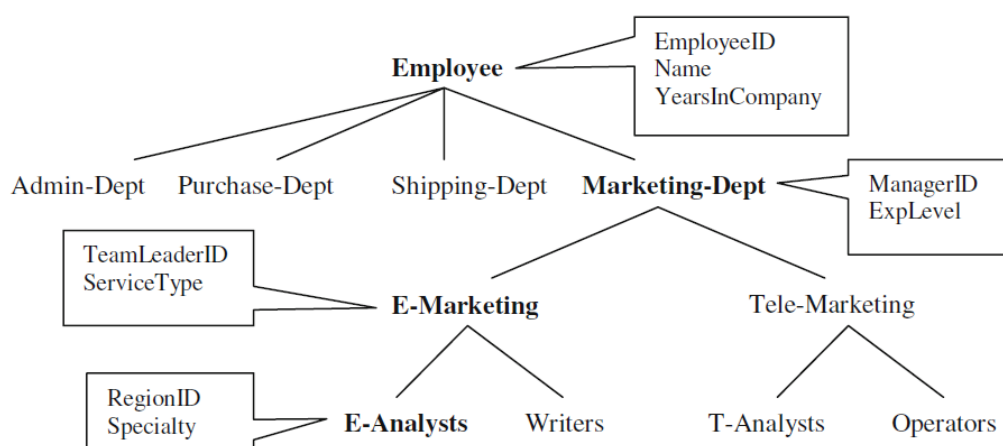 EmployeeID
Name
YearsInCompany
Employee
Admin-Dept Purchase-Dept Shipping-Dept Marketing-Dept
ManagerID
ExpLevel
TeamLeaderID
ServiceType
E-Marketing Tele-Marketing
RegionID
Specialty
E-Analysts Writers T-Analysts Operators